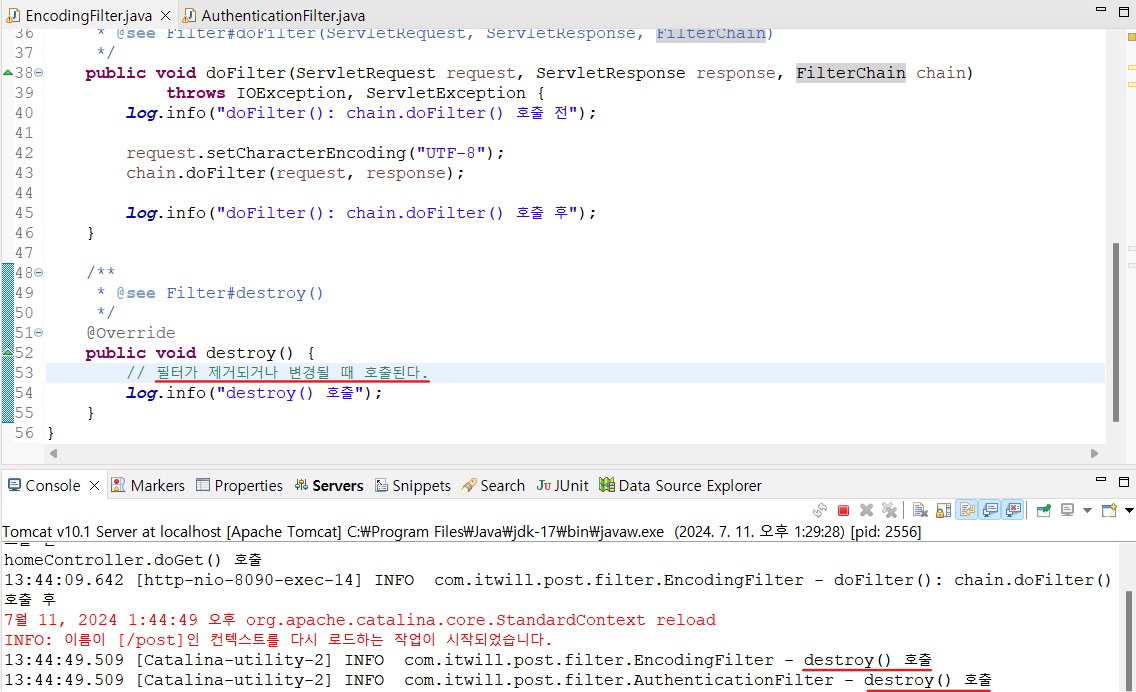 EncodingFilter.java AuthenticationFilter.java
36 * @see Filter#doFilter(ServletRequest, ServletResponse, FilterChain)
37 */
38 public void doFilter(ServletRequest request, ServletResponse response, FilterChain chain)
39 throws IOException, ServletException {
40 log.info("doFilter(): chain.doFilter() 호출 전");
41
42 request.setCharacterEncoding("UTF-8");
43 chain.doFilter(request, response);
44
45 log.info("doFilter(): chain.doFilter() 호출 후");
46 }
47
48 /**
49 * @see Filter#destroy()
50 */
51 @Override
52 public void destroy() {
53 // 필터가 제거되거나 변경될 때 호출된다.
54 log.info("destroy() 호출");
55 }
56 }
Console Markers Properties Servers Snippets Search JUnit Data Source Explorer
Tomcat v10.1 Server at localhost [Apache Tomcat] C:₩Program Files₩Java₩jdk-17₩bin₩javaw.exe (2024. 7. 11. 오후 1:29:28) [pid: 2556]
homeController.doGet() 호출
13:44:09.642 [http-nio-8090-exec-14] INFO com.itwill.post.filter.EncodingFilter - doFilter(): chain.doFilter()
호출 후
7월 11, 2024 1:44:49 오후 org.apache.catalina.core.StandardContext reload
INFO: 이름이 [/post]인 컨텍스트를 다시 로드하는 작업이 시작되었습니다.
13:44:49.509 [Catalina-utility-2] INFO com.itwill.post.filter.EncodingFilter - destroy() 호출
13:44:49.509 [Catalina-utility-2] INFO com.itwill.post.filter.AuthenticationFilter - destroy() 호출